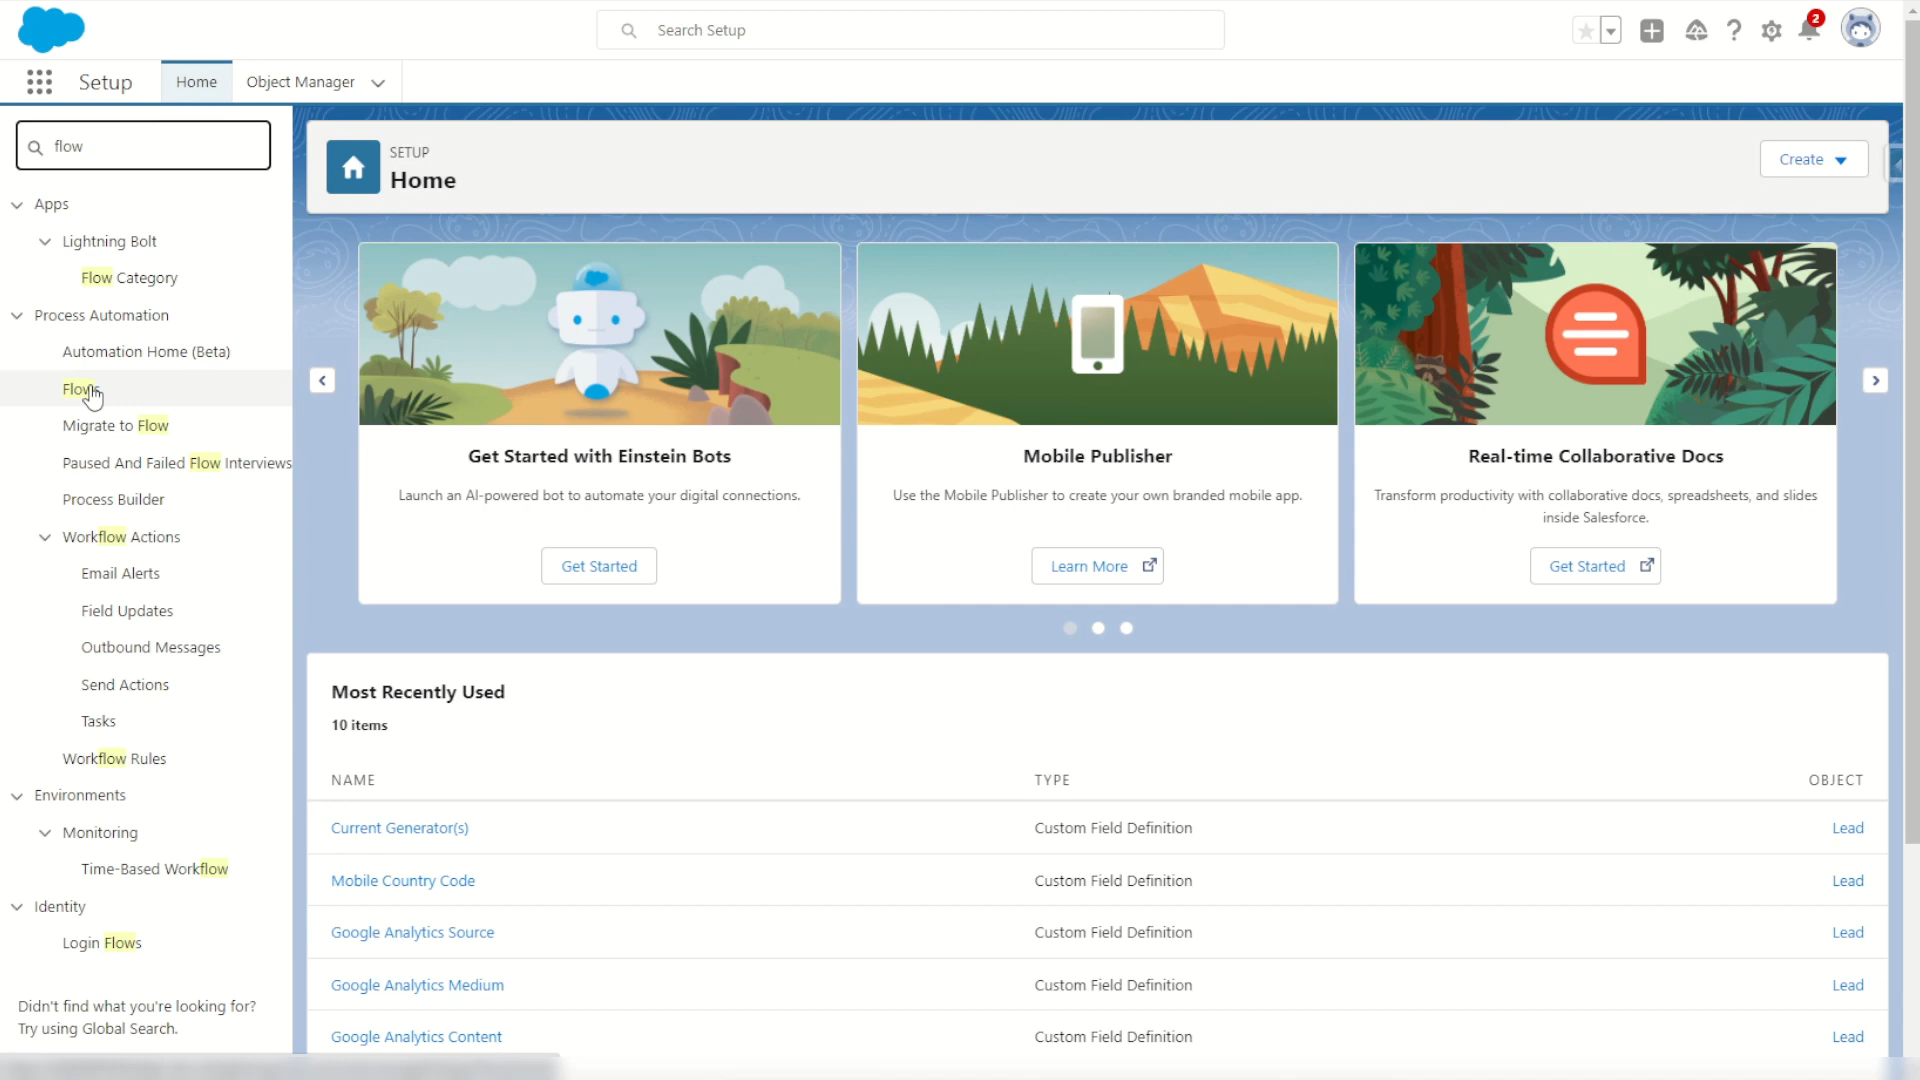 Search Setup
2
Setup
Home
Object Manager
flow
Apps
Lightning Bolt
Flow Category
Process Automation
Automation Home (Beta)
Flows
Migrate to Flow
Paused And Failed Flow Interviews
Process Builder
Workflow Actions
Email Alerts
Field Updates
Outbound Messages
Send Actions
Tasks
Workflow Rules
Environments
Monitoring
Time-Based Workflow
Identity
Login Flows
Didn't find what you're looking for?
Try using Global Search.
SETUP
Home
Create
Get Started with Einstein Bots
Launch an AI-powered bot to automate your digital connections.
Get Started
Mobile Publisher
Use the Mobile Publisher to create your own branded mobile app.
Learn More
Real-time Collaborative Docs
Transform productivity with collaborative docs, spreadsheets, and slides
inside Salesforce.
Get Started
Most Recently Used
10 items
NAME TYPE OBJECT
Current Generator(s) Custom Field Definition Lead
Mobile Country Code Custom Field Definition Lead
Google Analytics Source Custom Field Definition Lead
Google Analytics Medium Custom Field Definition Lead
Google Analytics Content Custom Field Definition Lead